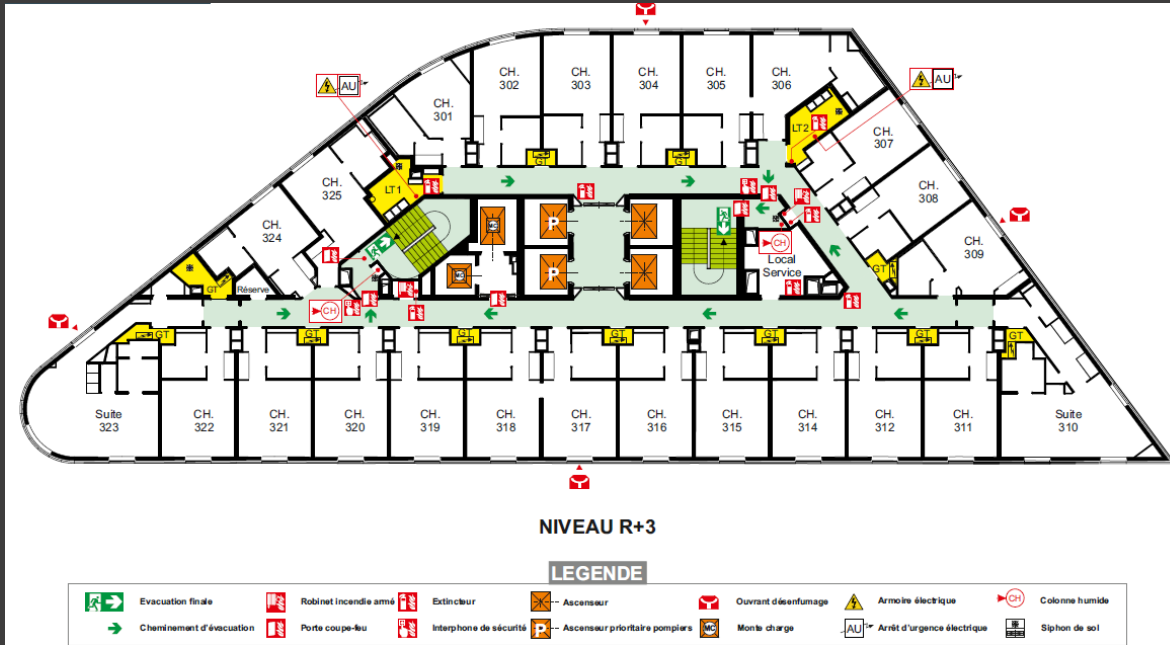 AU
AU
CH.
302
CH.
303
CH.
304
CH.
305
CH.
306
CH.
301
LT2
CH.
307
GT
GT
CH.
325
LT1
CH.
308
MC
P
CH.
324
CH
Local
Service
CH.
309
MC
P
GT
GT
Réserve
CH
GT
GT
GT
GT
GT
GT
GT
Suite
323
CH.
322
CH.
321
CH.
320
CH.
319
CH.
318
CH.
317
CH.
316
CH.
315
CH.
314
CH.
312
CH.
311
Suite
310
NIVEAU R+3
LEGENDE
Evacuation finale
Robinet incendie armé
Extincteur
Ascenseur
Ouvrant désenfumage
Armoire électrique
CH
Colonne humide
Cheminement d'évacuation
Porte coupe-feu
Interphone de sécurité
P
Ascenseur prioritaire pompiers
MC
Monte charge
AU
Arrêt d'urgence électrique
Siphon de sol